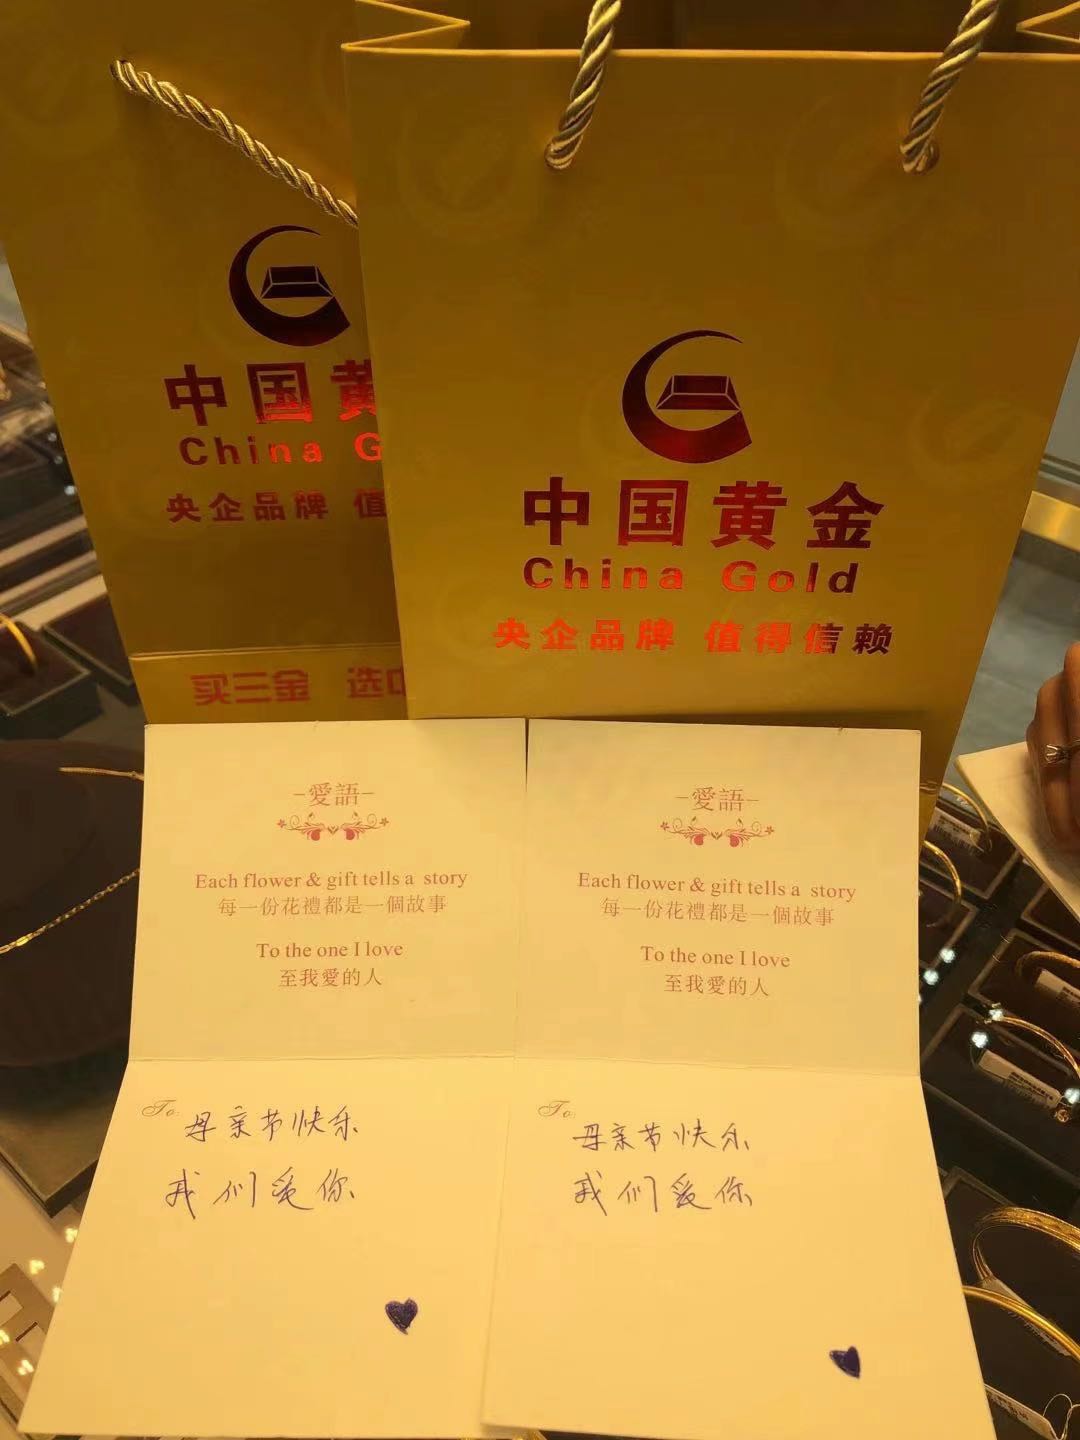 中国黄
China G
央企品牌 值
买三金 选中
中国黄金
China Gold
央企品牌 值得信赖
-愛語-
Each flower & gift tells a story
每一份花禮都是一個故事
To the one I love
至我愛的人
To:
母亲节快乐
我们爱你
-愛語-
Each flower & gift tells a story
每一份花禮都是一個故事
To the one I love
至我愛的人
To:
母亲节快乐
我们爱你